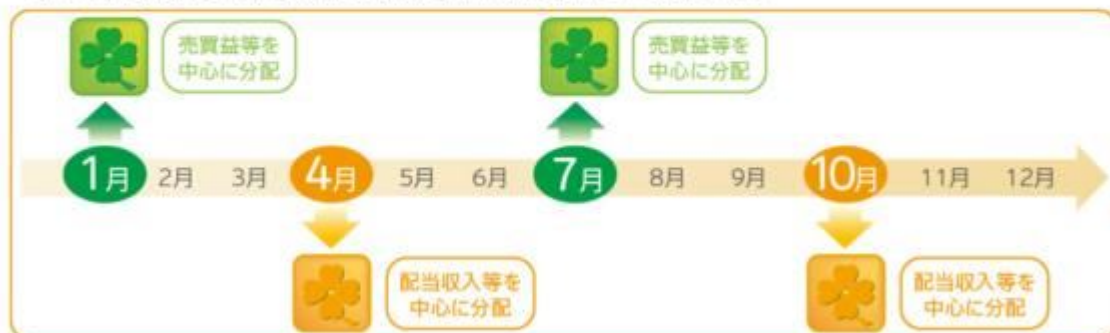 売買益等を
中心に分配
売買益等を
中心に分配
1月 2月 3月 4月 5月 6月 7月 8月 9月 10月 11月 12月
配当収入等を
中心に分配
配当収入等を
中心に分配